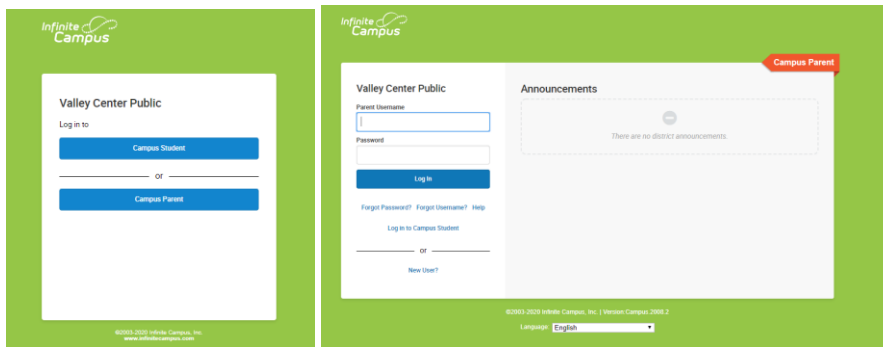 Infinite
Campus
Valley Center Public
Log in to
Campus Student
or
Campus Parent
©2003-2020 Infinite Campus, Inc.
www.infinitecampus.com
Infinite
Campus
Campus Parent
Valley Center Public
Parent Username
Password
Log In
Forgot Password? Forgot Username? Help
Log in to Campus Student
or
New User?
Announcements
There are no district announcements.
©2003-2020 Infinite Campus, Inc. | Version Campus.2008.2
Language: English